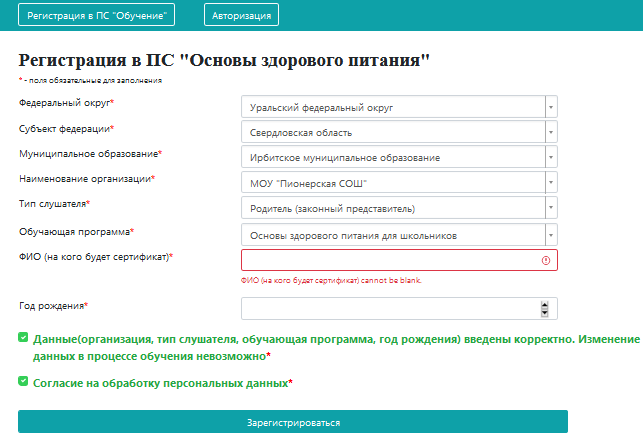 Регистрация в ПС "Обучение"
Авторизация
Регистрация в ПС "Основы здорового питания"
* - поля обязательные для заполнения
Федеральный округ*
Уральский федеральный округ
Субъект федерации*
Свердловская область
Муниципальное образование*
Ирбитское муниципальное образование
Наименование организации*
МОУ "Пионерская СОШ"
Тип слушателя*
Родитель (законный представитель)
Обучающая программа*
Основы здорового питания для школьников
ФИО (на кого будет сертификат)*
ФИО (на кого будет сертификат) cannot be blank.
Год рождения*
Данные(организация, тип слушателя, обучающая программа, год рождения) введены корректно. Изменение
данных в процессе обучения невозможно*
Согласие на обработку персональных данных*
Зарегистрироваться